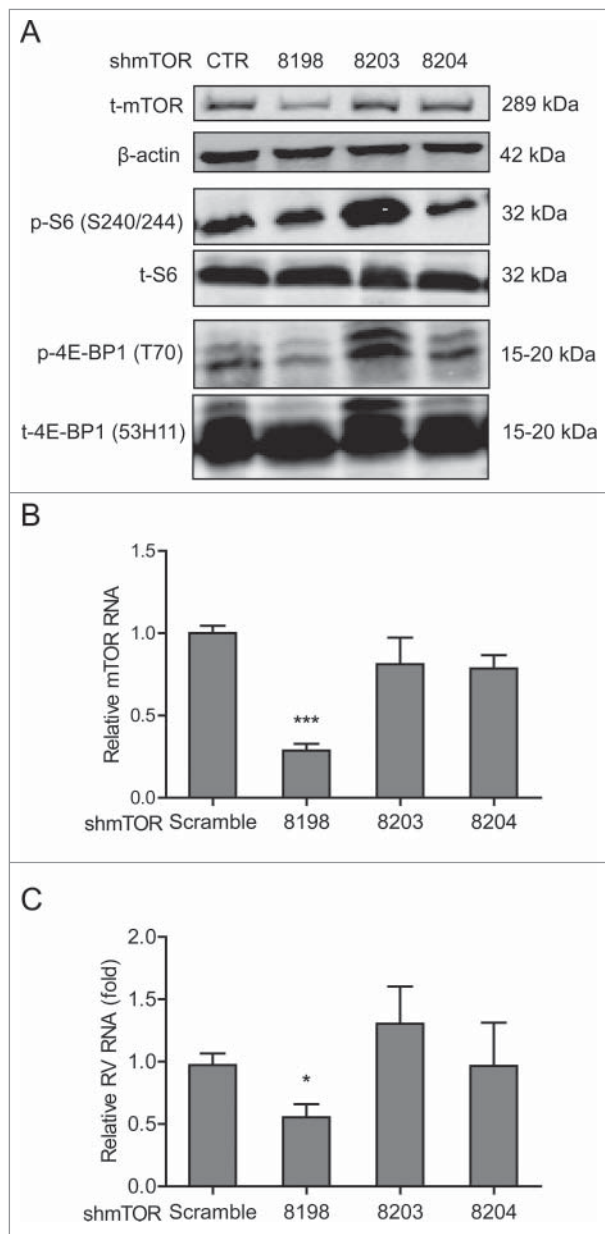 A
shmTOR CTR 8198 8203 8204
t-mTOR 289 kDa
β-actin 42 kDa
p-S6 (S240/244) 32 kDa
t-S6 32 kDa
p-4E-BP1 (T70) 15-20 kDa
t-4E-BP1 (53H11) 15-20 kDa
B
Relative mTOR RNA
1.5
1.0
0.5
0.0
***
shmTOR Scramble 8198 8203 8204
C
Relative RV RNA (fold)
2.0
1.5
1.0
0.5
0.0
*
shmTOR Scramble 8198 8203 8204